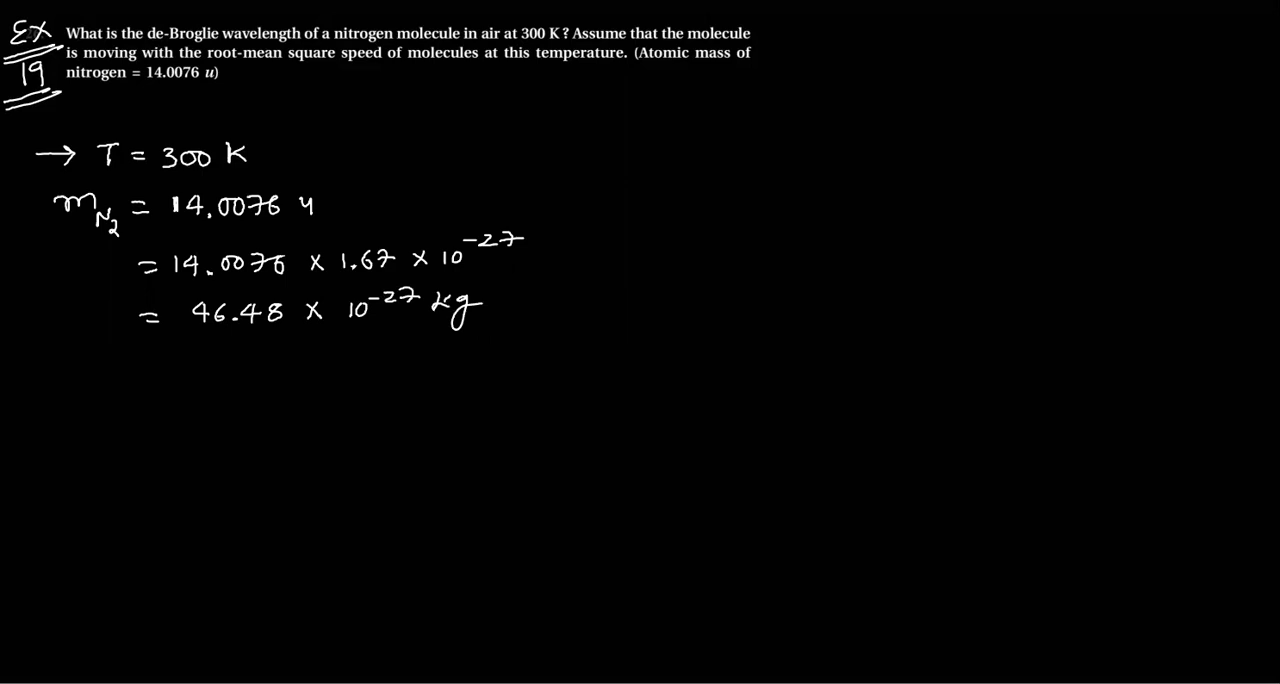 Ex
19
What is the de-Broglie wavelength of a nitrogen molecule in air at 300 K? Assume that the molecule
is moving with the root-mean square speed of molecules at this temperature. (Atomic mass of
nitrogen = 14.0076 u)
→ T = 300 K
m_N₂ = 14.0076 u
= 14.0076 × 1.67 × 10⁻²⁷
= 46.48 × 10⁻²⁷ kg